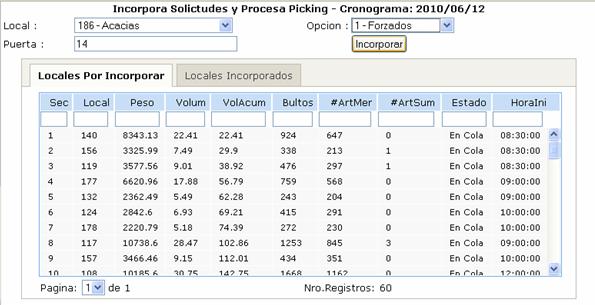 Incorpora Solictudes y Procesa Picking - Cronograma: 2010/06/12
Local : 186 - Acacias Opcion : 1 - Forzados
Puerta : 14 Incorporar
Locales Por Incorporar Locales Incorporados
Sec Local Peso Volum VolAcum Bultos #ArtMer #ArtSum Estado HoraIni
1 140 8343.13 22.41 22.41 924 647 0 En Cola 08:30:00
2 156 3325.99 7.49 29.9 338 213 1 En Cola 08:30:00
3 119 3577.56 9.01 38.92 476 297 1 En Cola 08:30:00
4 177 6620.96 17.88 56.79 759 568 0 En Cola 09:00:00
5 132 2362.49 5.49 62.28 243 204 0 En Cola 09:00:00
6 124 2842.6 6.93 69.21 415 291 0 En Cola 10:00:00
7 178 2220.79 5.18 74.39 272 230 0 En Cola 10:00:00
8 117 10738.6 28.47 102.86 1253 845 3 En Cola 09:00:00
9 157 3466.46 9.15 112.01 434 351 0 En Cola 10:00:00
10 108 10185.6 30.75 142.75 1668 1162 0 En Cola 12:00:00
Pagina: 1 de 1 Nro.Registros: 60